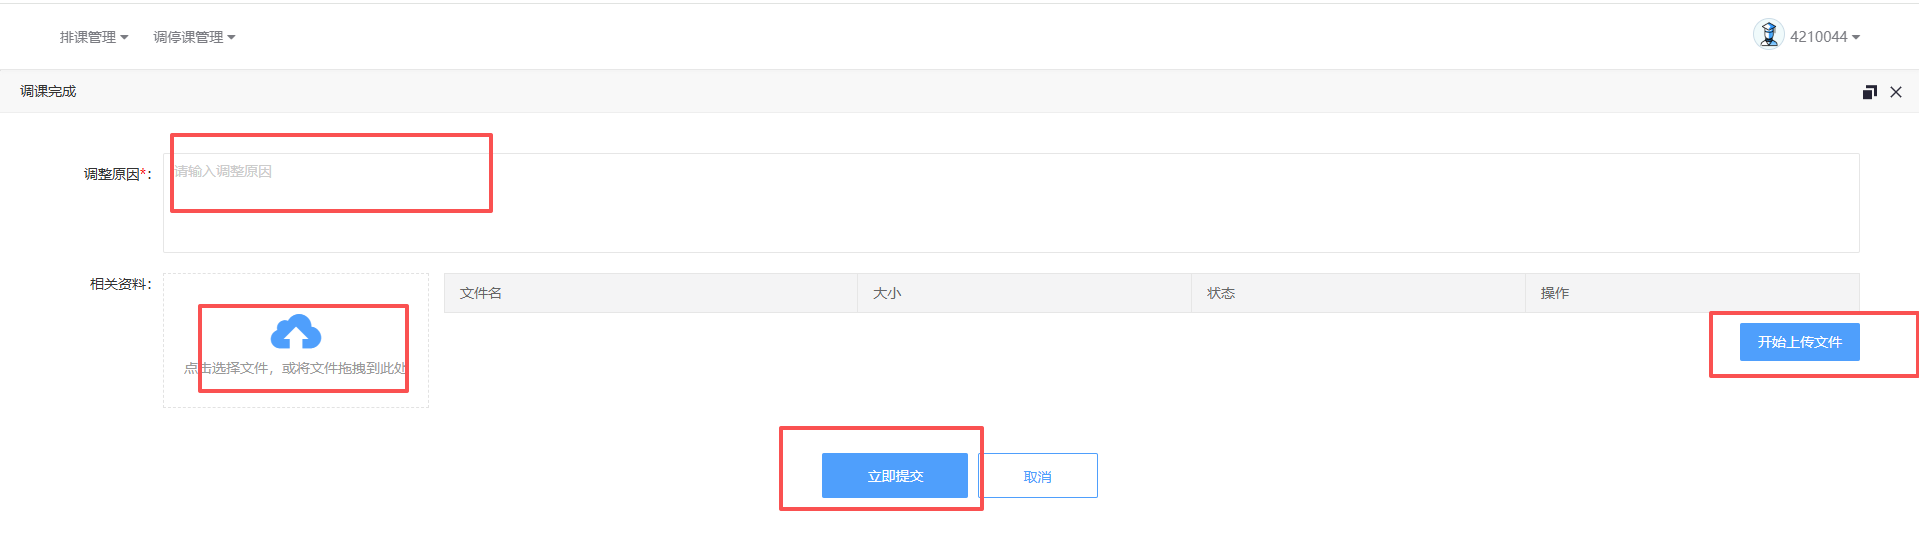 排课管理 调停课管理 4210044
调课完成
调整原因*： 请输入调整原因
相关资料： 文件名 大小 状态 操作
点击选择文件，或将文件拖拽到此处 开始上传文件
立即提交 取消